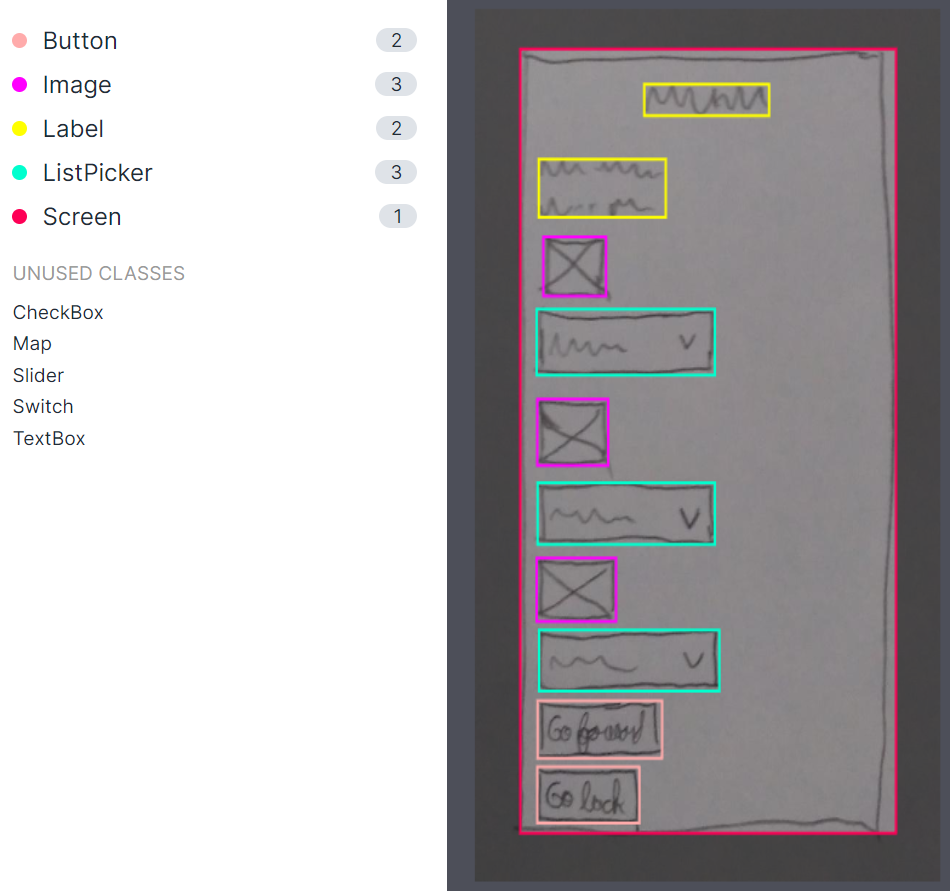 Button 2
Image 3
Label 2
ListPicker 3
Screen 1
UNUSED CLASSES
CheckBox
Map
Slider
Switch
TextBox
Go
Go back